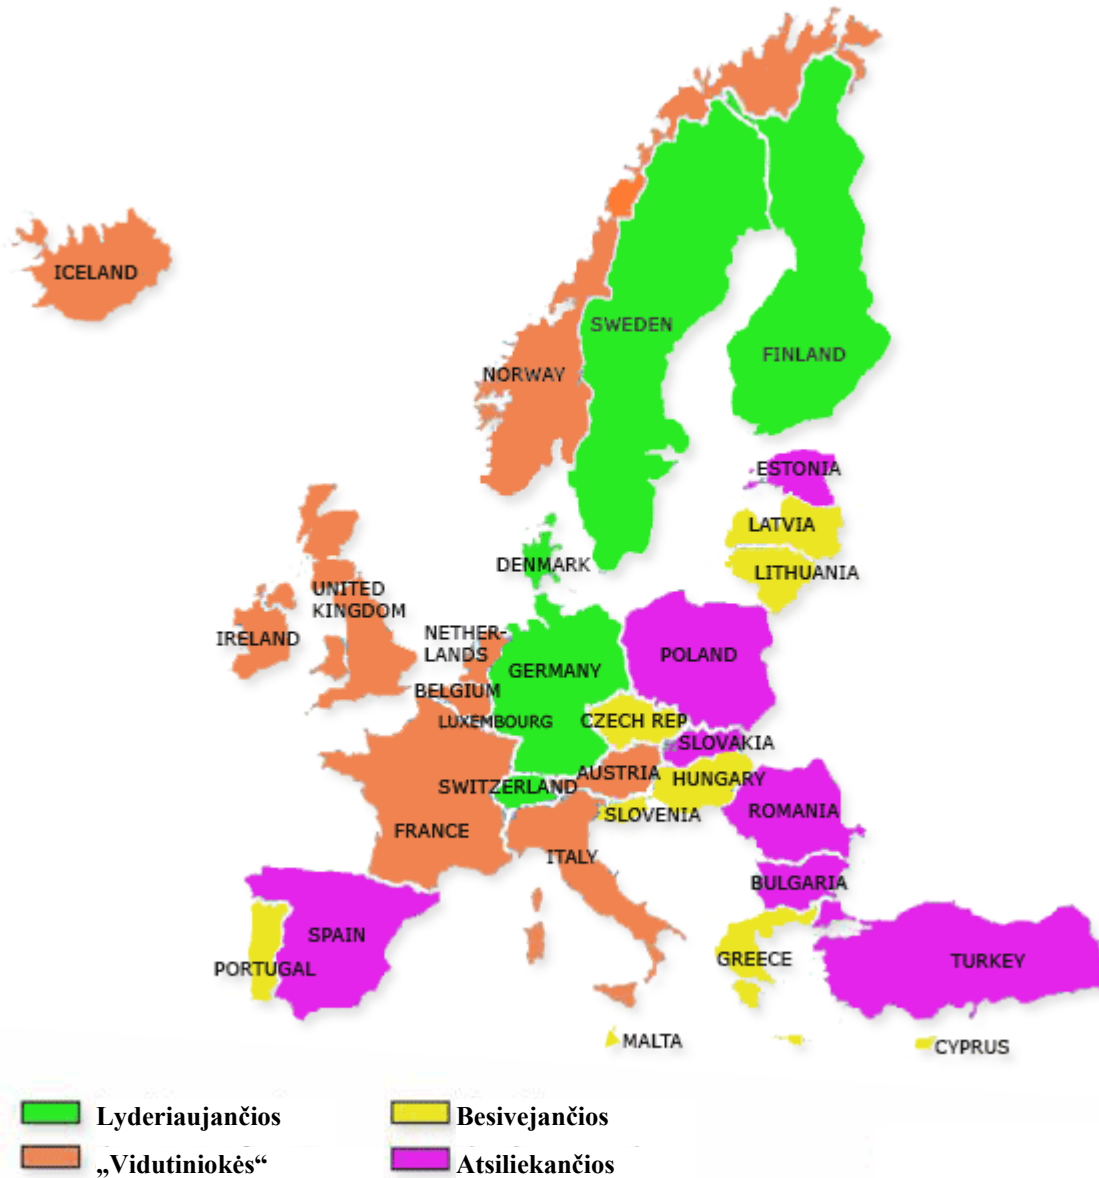 ICELAND
SWEDEN
FINLAND
NORWAY
ESTONIA
LATVIA
DENMARK
LITHUANIA
UNITED
KINGDOM
IRELAND
NETHER-
LANDS
POLAND
GERMANY
BELGIUM
LUXEMBOURG
CZECH REP
SLOVAKIA
AUSTRIA
HUNGARY
SWITZERLAND
SLOVENIA
ROMANIA
FRANCE
ITALY
BULGARIA
SPAIN
PORTUGAL
GREECE
TURKEY
MALTA
CYPRUS
Lyderiaujančios
Besivejančios
„Vidutiniokės“
Atsiliekančios